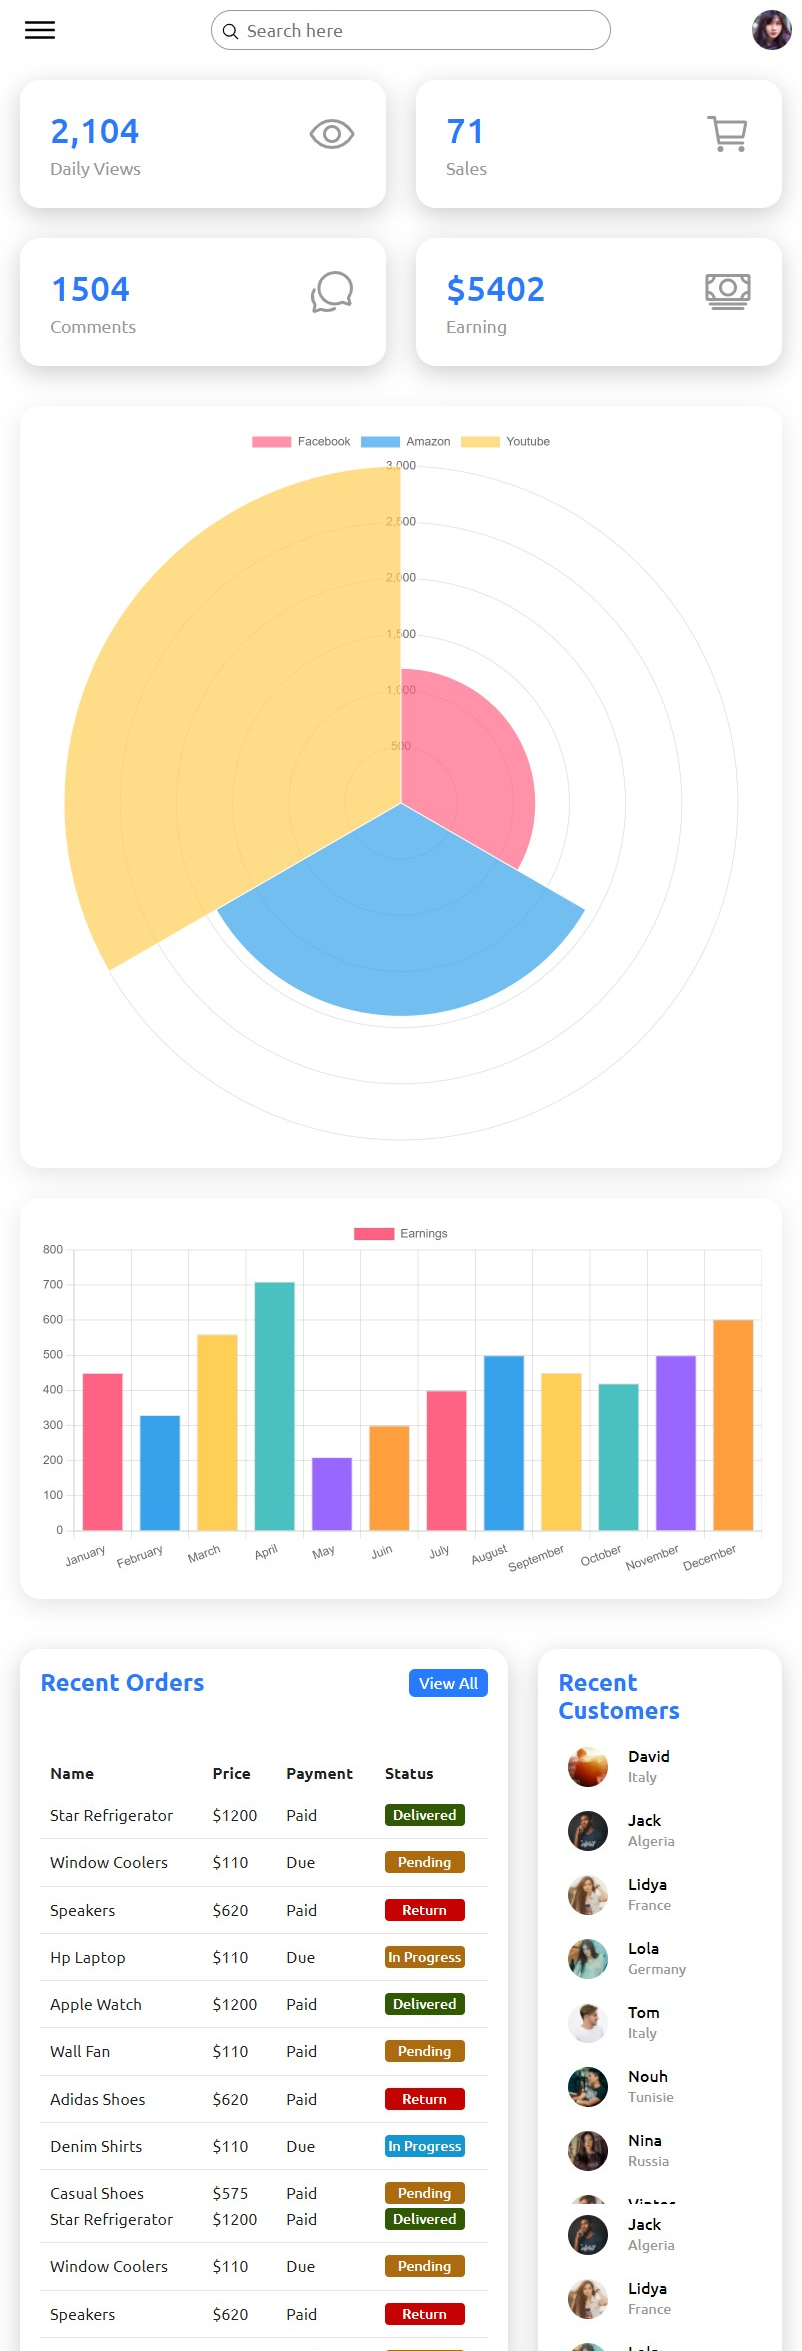 Search here
2,104
Daily Views
71
Sales
1504
Comments
$5402
Earning
Facebook Amazon Youtube
3,000
2,500
2,000
1,500
1,000
500
Earnings
800
700
600
500
400
300
200
100
0
January February March April May Juin July August September October November December
Recent Orders View All
Name Price Payment Status
Star Refrigerator $1200 Paid Delivered
Window Coolers $110 Due Pending
Speakers $620 Paid Return
Hp Laptop $110 Due In Progress
Apple Watch $1200 Paid Delivered
Wall Fan $110 Paid Pending
Adidas Shoes $620 Paid Return
Denim Shirts $110 Due In Progress
Casual Shoes $575 Paid Pending
Star Refrigerator $1200 Paid Delivered
Window Coolers $110 Due Pending
Speakers $620 Paid Return
Recent
Customers
David
Italy
Jack
Algeria
Lidya
France
Lola
Germany
Tom
Italy
Nouh
Tunisie
Nina
Russia
Jack
Algeria
Lidya
France